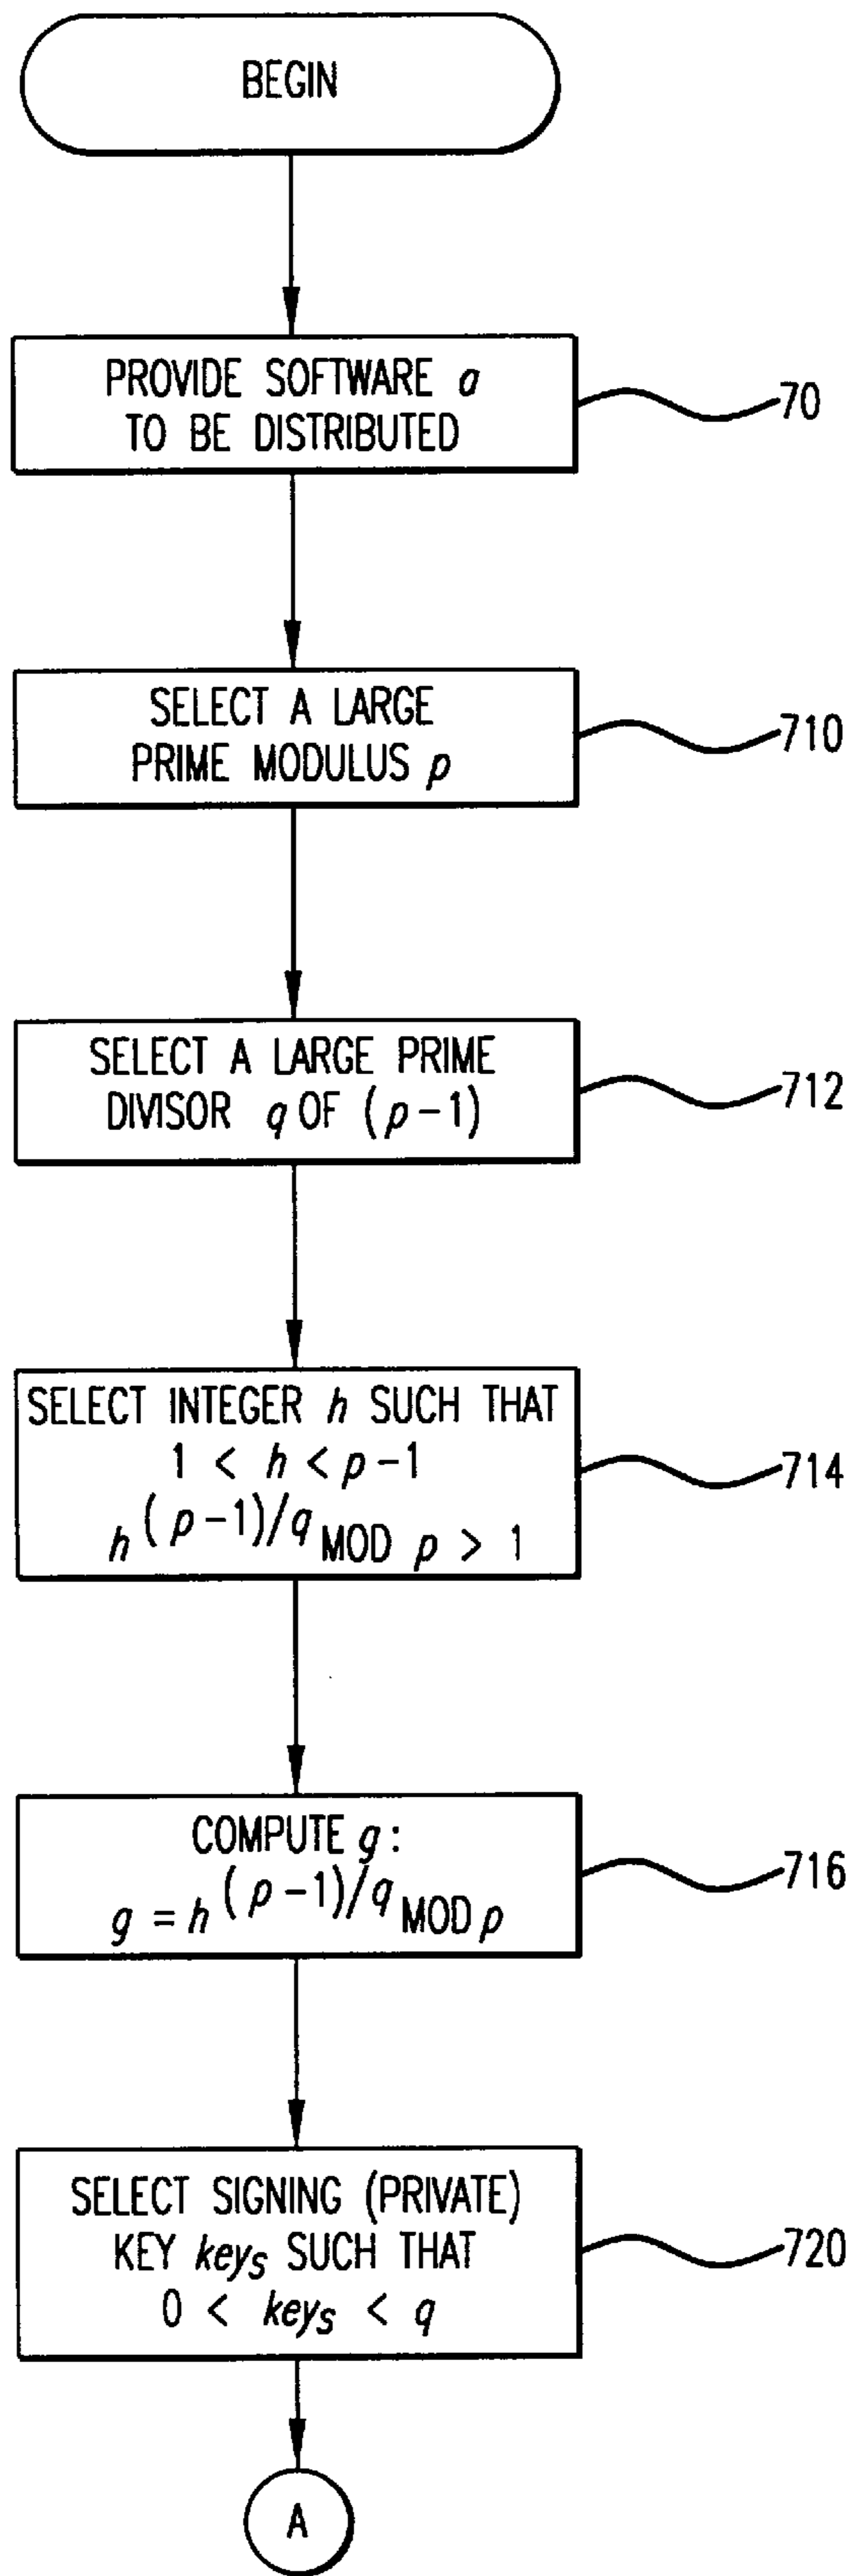 BEGIN
PROVIDE SOFTWARE a
TO BE DISTRIBUTED
70
SELECT A LARGE
PRIME MODULUS p
710
SELECT A LARGE PRIME
DIVISOR q OF (p-1)
712
SELECT INTEGER h SUCH THAT
1 < h < p-1
h^(p-1)/q MOD p > 1
714
COMPUTE g:
g = h^(p-1)/q MOD p
716
SELECT SIGNING (PRIVATE)
KEY keys SUCH THAT
0 < keys < q
720
A